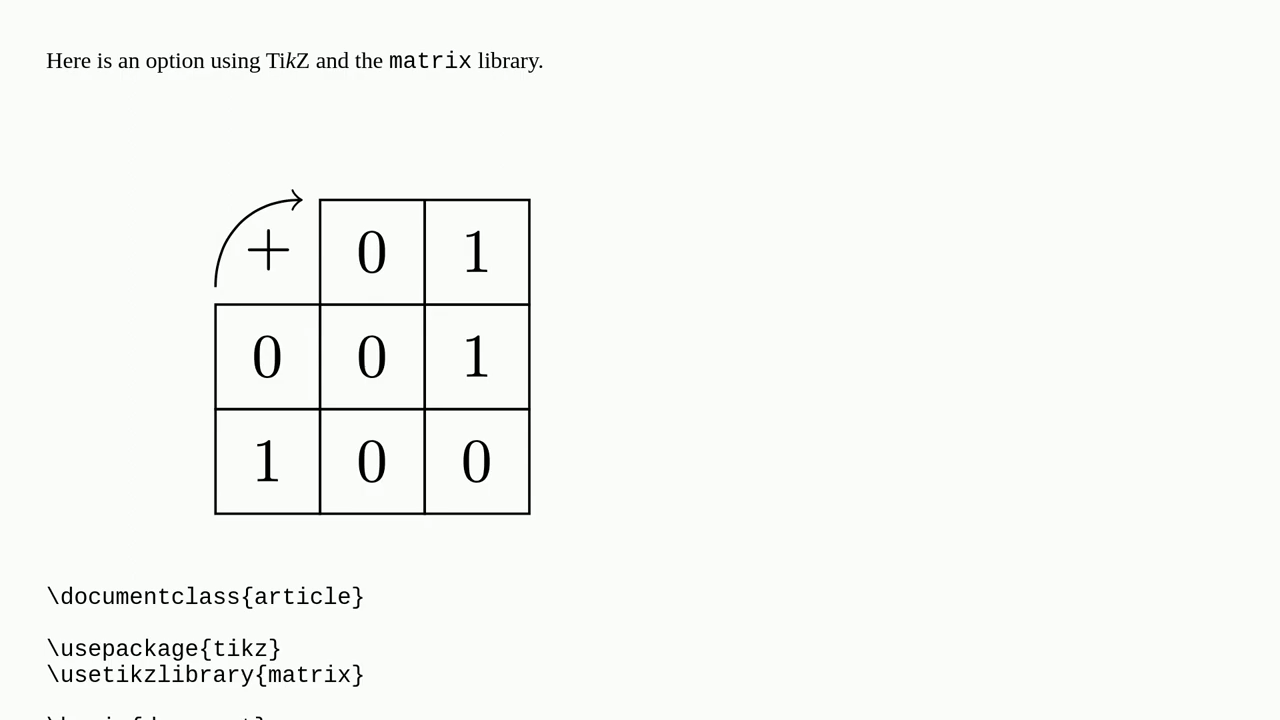 Here is an option using TikZ and the matrix library.
+ 0 1
0 0 1
1 0 0
\documentclass{article}
\usepackage{tikz}
\usetikzlibrary{matrix}